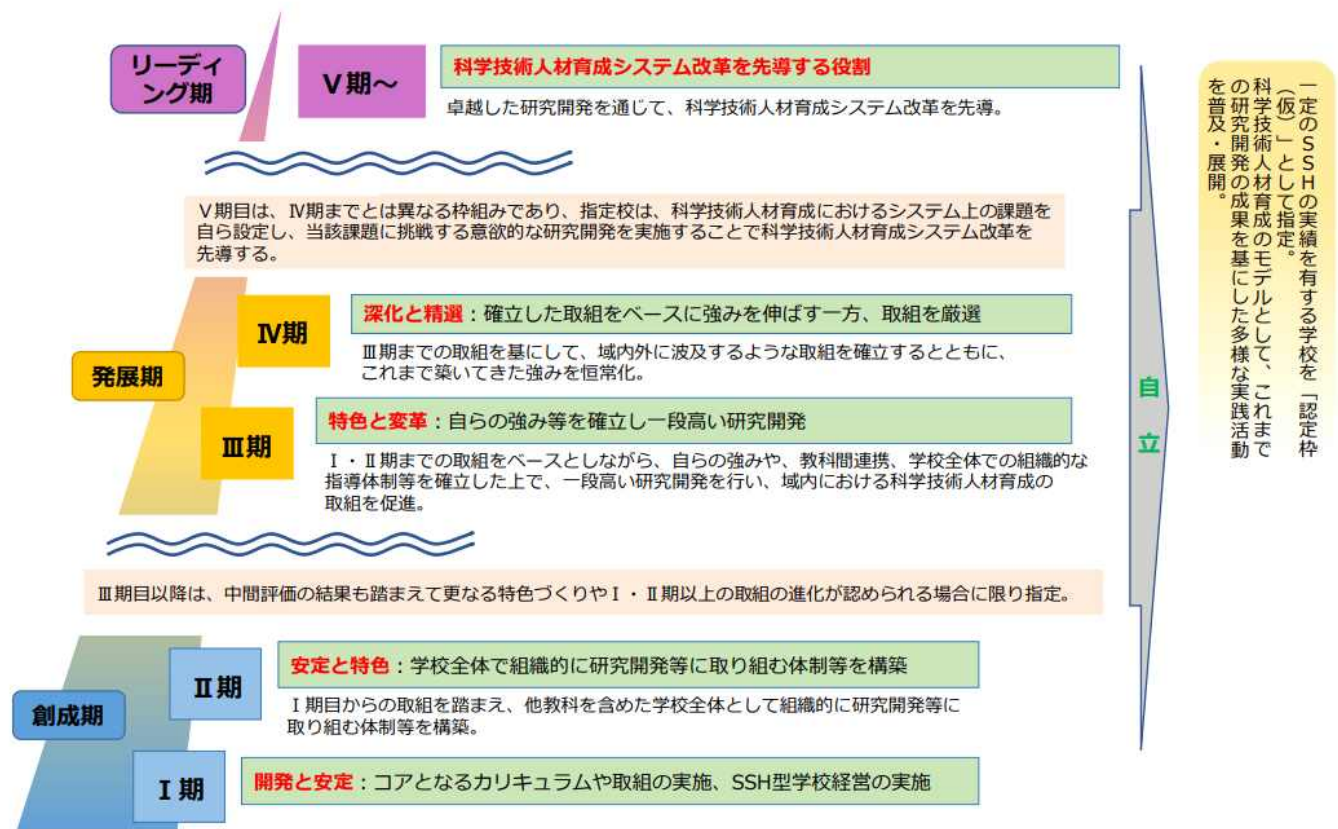 リーディ
ング期
Ⅴ期～
科学技術人材育成システム改革を先導する役割
卓越した研究開発を通じて、科学技術人材育成システム改革を先導。
Ⅴ期目は、Ⅳ期までとは異なる枠組みであり、指定校は、科学技術人材育成におけるシステム上の課題を
自ら設定し、当該課題に挑戦する意欲的な研究開発を実施することで科学技術人材育成システム改革を
先導する。
発展期
Ⅳ期
深化と精選：確立した取組をベースに強みを伸ばす一方、取組を厳選
Ⅲ期までの取組を基にして、域内外に波及するような取組を確立するとともに、
これまで築いてきた強みを恒常化。
Ⅲ期
特色と変革：自らの強み等を確立し一段高い研究開発
Ⅰ・Ⅱ期までの取組をベースとしながら、自らの強みや、教科間連携、学校全体での組織的な
指導体制等を確立した上で、一段高い研究開発を行い、域内における科学技術人材育成の
取組を促進。
Ⅲ期目以降は、中間評価の結果も踏まえて更なる特色づくりやⅠ・Ⅱ期以上の取組の進化が認められる場合に限り指定。
創成期
Ⅱ期
安定と特色：学校全体で組織的に研究開発等に取り組む体制等を構築
Ⅰ期目からの取組を踏まえ、他教科を含めた学校全体として組織的に研究開発等に
取り組む体制等を構築。
Ⅰ期
開発と安定：コアとなるカリキュラムや取組の実施、SSH型学校経営の実施
自立
一定のＳＳＨの実績を有する学校を「認定枠
（仮）」として指定。
科学技術人材育成のモデルとして、これまで
の研究開発の成果を基にした多様な実践活動
を普及・展開。